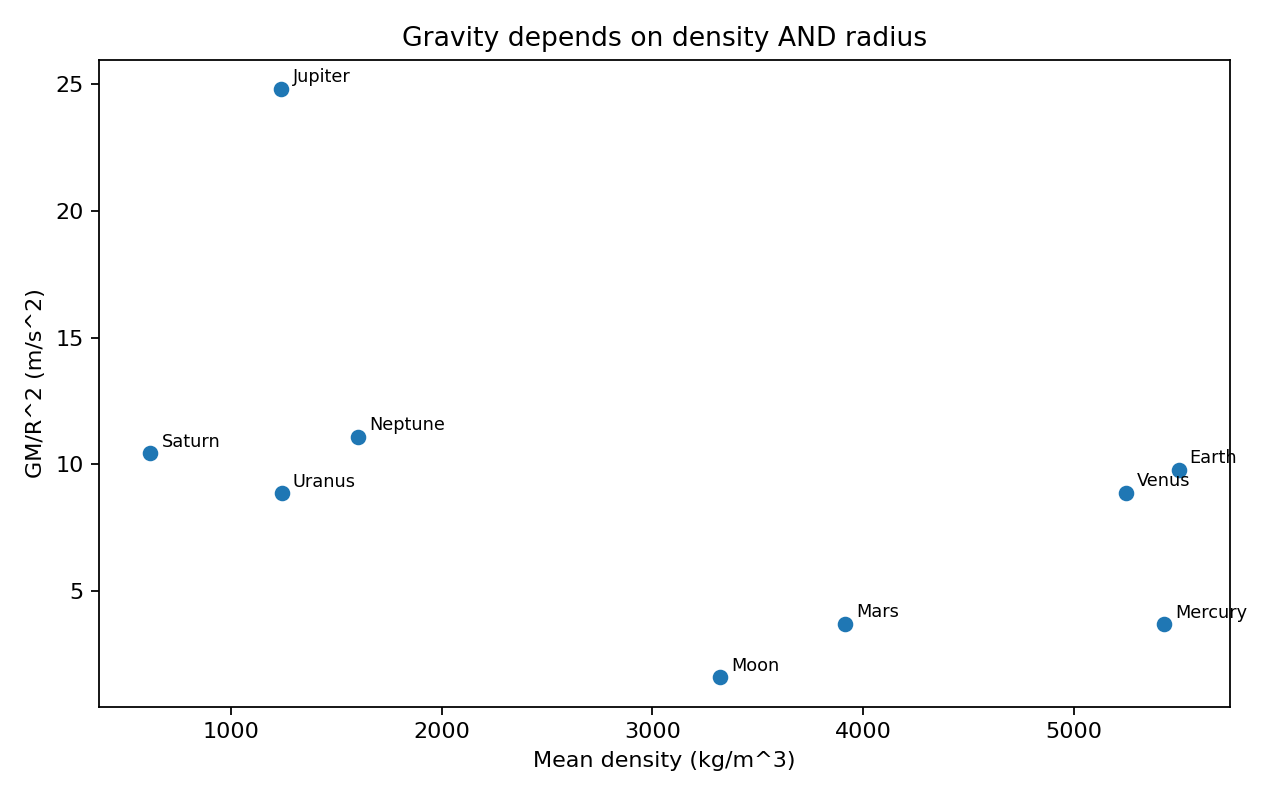 Gravity depends on density AND radius
GM/R^2 (m/s^2)
25
20
15
10
5
Jupiter
Neptune
Saturn
Uranus
Earth
Venus
Mars
Mercury
Moon
1000 2000 3000 4000 5000
Mean density (kg/m^3)